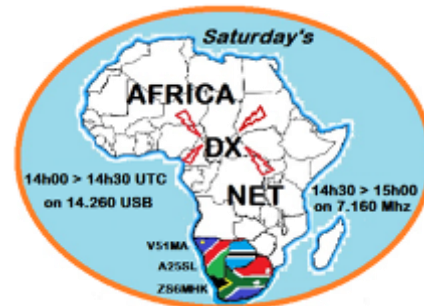 Saturday's
AFRICA
DX
NET
14h00 > 14h30 UTC
on 14.260 USB
14h30 > 15h00
on 7.160 Mhz
V51MA
A25SL
ZS6MHK